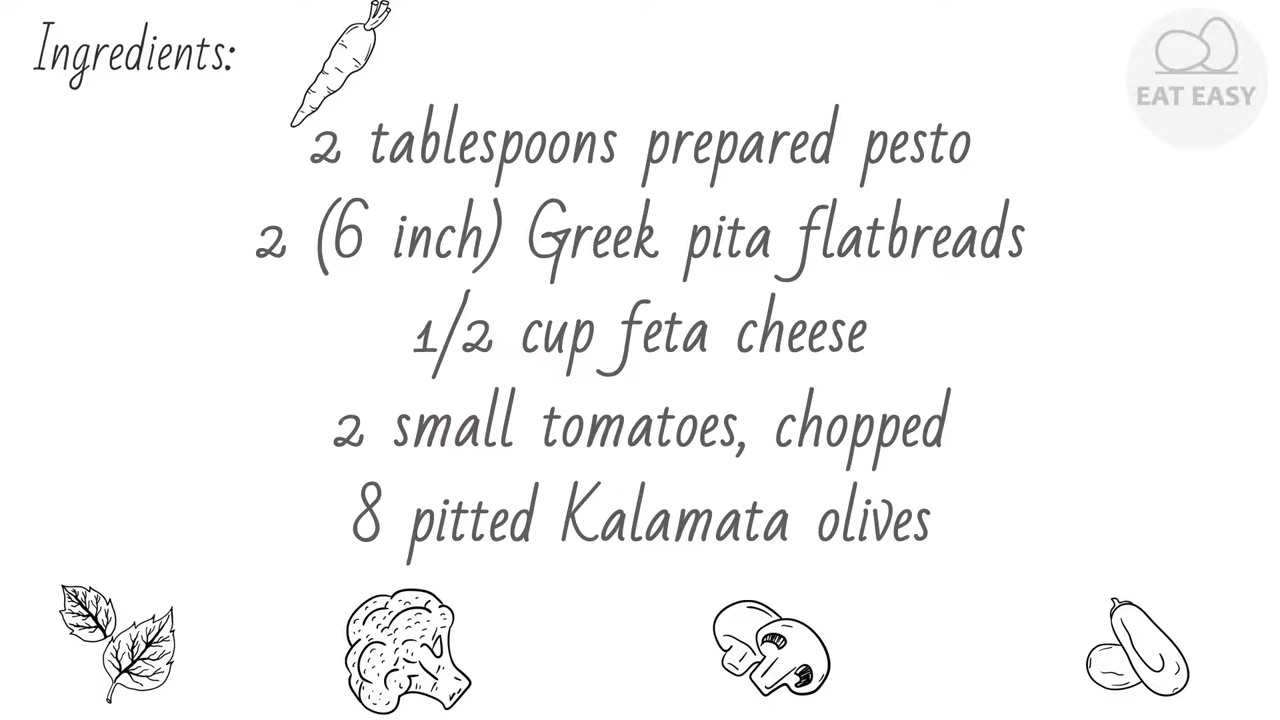 Ingredients:
EAT EASY
2 tablespoons prepared pesto
2 (6 inch) Greek pita flatbreads
1/2 cup feta cheese
2 small tomatoes, chopped
8 pitted Kalamata olives